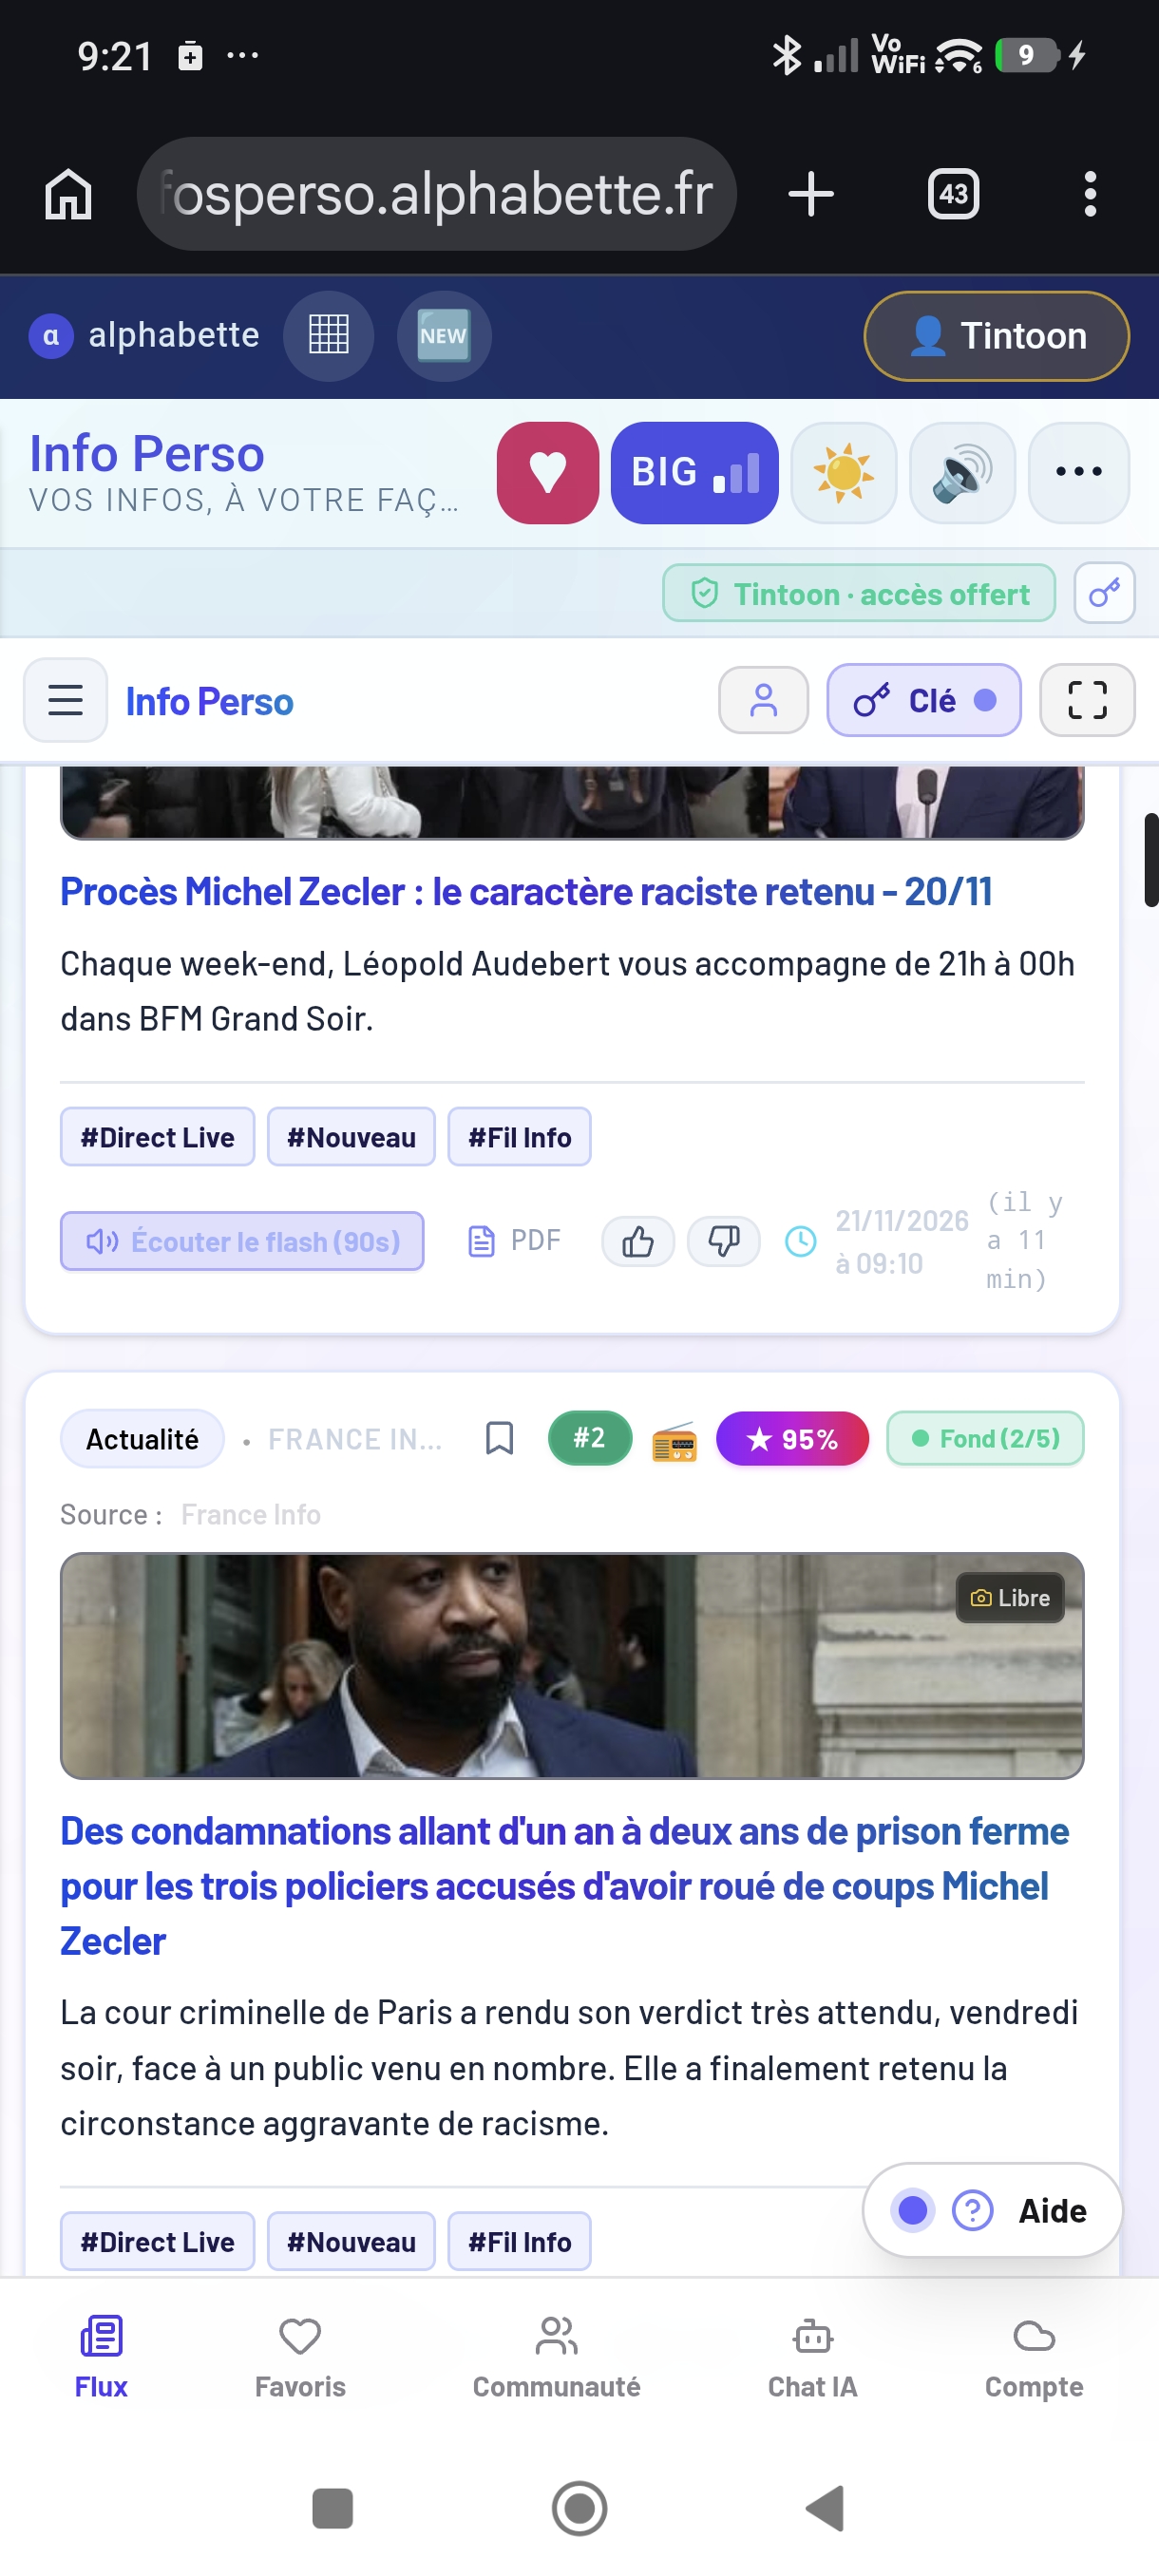 9:21
Vo
WiFi
6
9
fosperso.alphabette.fr
43
α alphabette
NEW
Tintoon
Info Perso
VOS INFOS, À VOTRE FAÇ…
BIG
Tintoon · accès offert
Info Perso
Clé
Procès Michel Zecler : le caractère raciste retenu - 20/11
Chaque week-end, Léopold Audebert vous accompagne de 21h à 00h
dans BFM Grand Soir.
#Direct Live #Nouveau #Fil Info
Écouter le flash (90s)
PDF
21/11/2026
à 09:10
(il y
a 11
min)
Actualité • FRANCE IN… #2 ★ 95% Fond (2/5)
Source : France Info
Libre
Des condamnations allant d'un an à deux ans de prison ferme
pour les trois policiers accusés d'avoir roué de coups Michel
Zecler
La cour criminelle de Paris a rendu son verdict très attendu, vendredi
soir, face à un public venu en nombre. Elle a finalement retenu la
circonstance aggravante de racisme.
#Direct Live #Nouveau #Fil Info
Aide
Flux Favoris Communauté Chat IA Compte